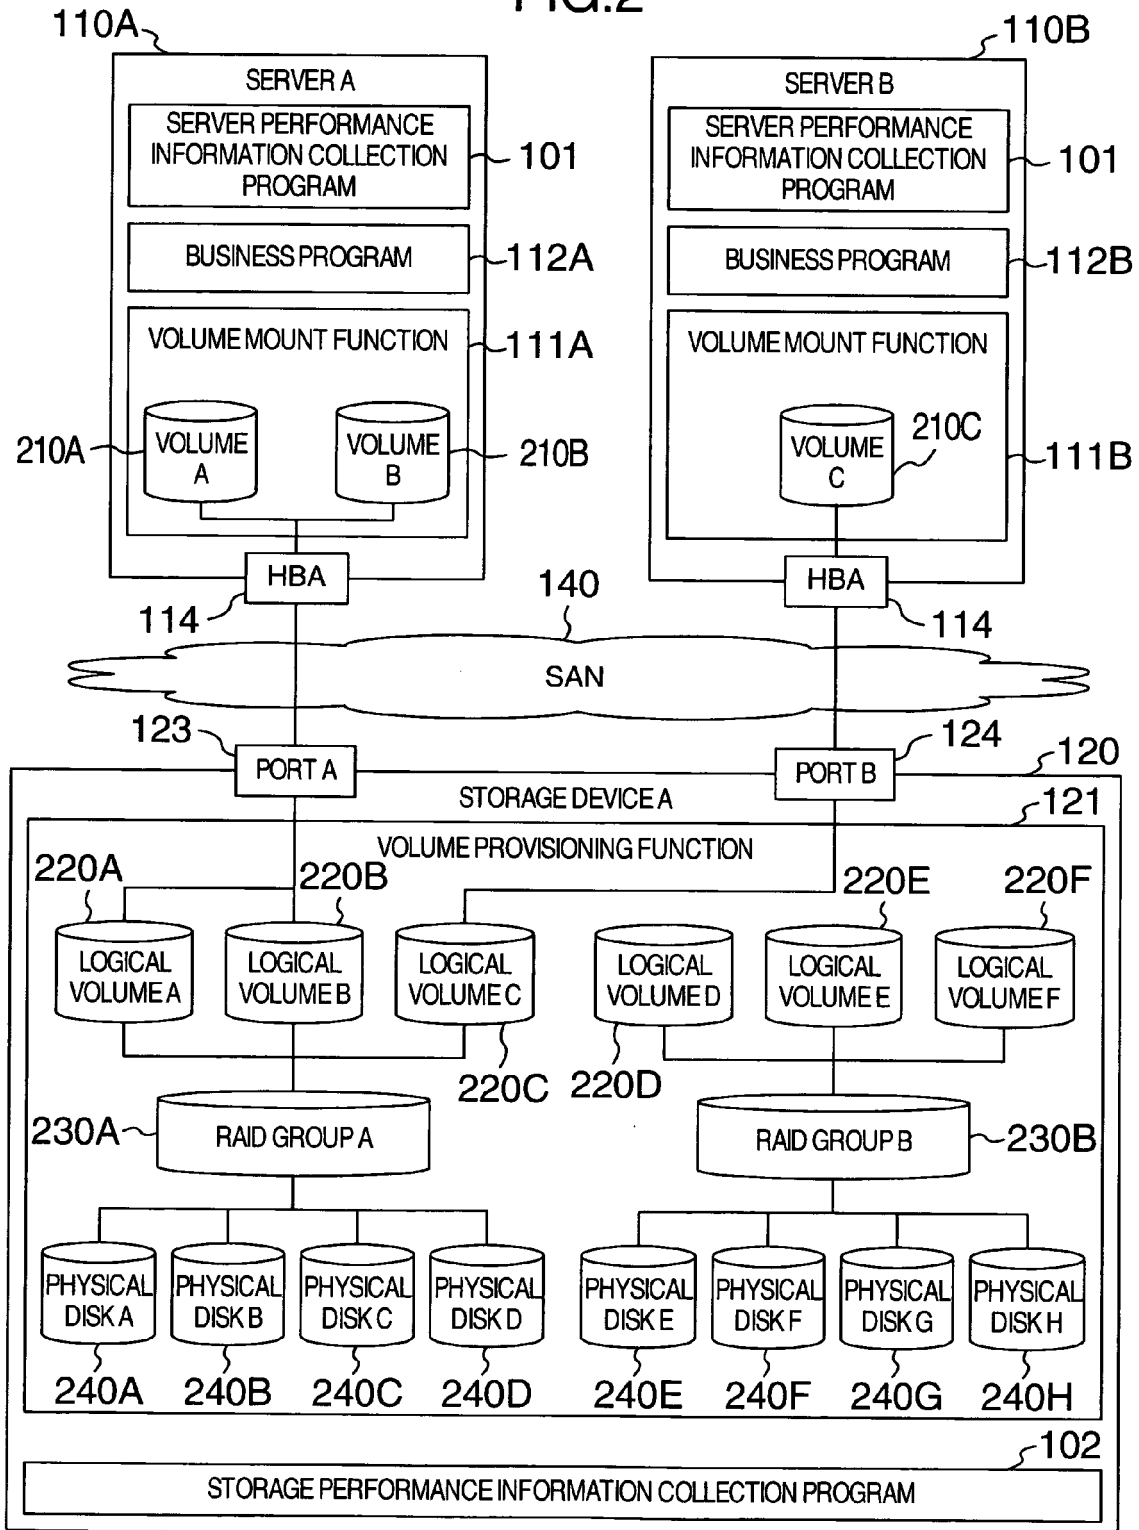 FIG.2
110A
110B
SERVER A
SERVER B
SERVER PERFORMANCE
INFORMATION COLLECTION
PROGRAM
101
SERVER PERFORMANCE
INFORMATION COLLECTION
PROGRAM
101
BUSINESS PROGRAM
112A
BUSINESS PROGRAM
112B
VOLUME MOUNT FUNCTION
111A
VOLUME MOUNT FUNCTION
111B
210A
VOLUME
A
VOLUME
B
210B
VOLUME
C
210C
HBA
114
HBA
114
140
SAN
123
PORT A
124
PORT B
120
STORAGE DEVICE A
121
VOLUME PROVISIONING FUNCTION
220A
220B
220E
220F
LOGICAL
VOLUME A
LOGICAL
VOLUME B
LOGICAL
VOLUME C
LOGICAL
VOLUME D
LOGICAL
VOLUME E
LOGICAL
VOLUME F
220C
220D
230A
RAID GROUP A
RAID GROUP B
230B
PHYSICAL
DISK A
PHYSICAL
DISK B
PHYSICAL
DISK C
PHYSICAL
DISK D
PHYSICAL
DISK E
PHYSICAL
DISK F
PHYSICAL
DISK G
PHYSICAL
DISK H
240A
240B
240C
240D
240E
240F
240G
240H
102
STORAGE PERFORMANCE INFORMATION COLLECTION PROGRAM